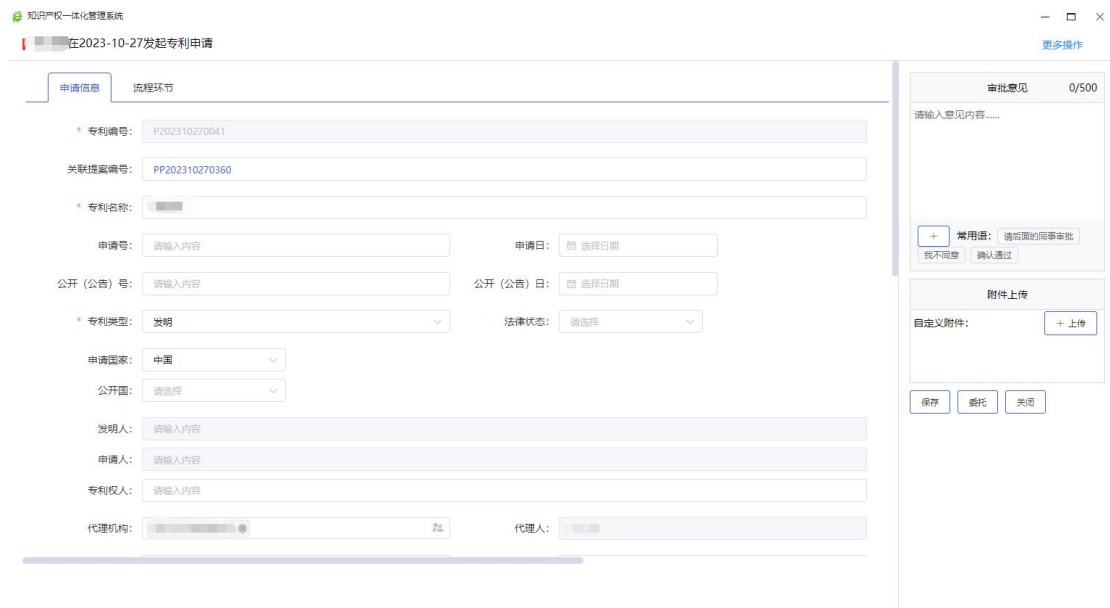 知识产权一体化管理系统
在2023-10-27发起专利申请
更多操作
申请信息 流程环节
* 专利编号： P202310270041
关联提案编号： PP202310270360
* 专利名称：
申请号： 请输入内容 申请日： 选择日期
公开（公告）号： 请输入内容 公开（公告）日： 选择日期
* 专利类型： 发明 法律状态： 请选择
申请国家： 中国
公开国： 请选择
发明人： 请输入内容
申请人： 请输入内容
专利权人： 请输入内容
代理机构： 代理人：
审批意见 0/500
请输入意见内容......
+ 常用语： 请后面的同事审批
我不同意 确认通过
附件上传
自定义附件： + 上传
保存 委托 关闭